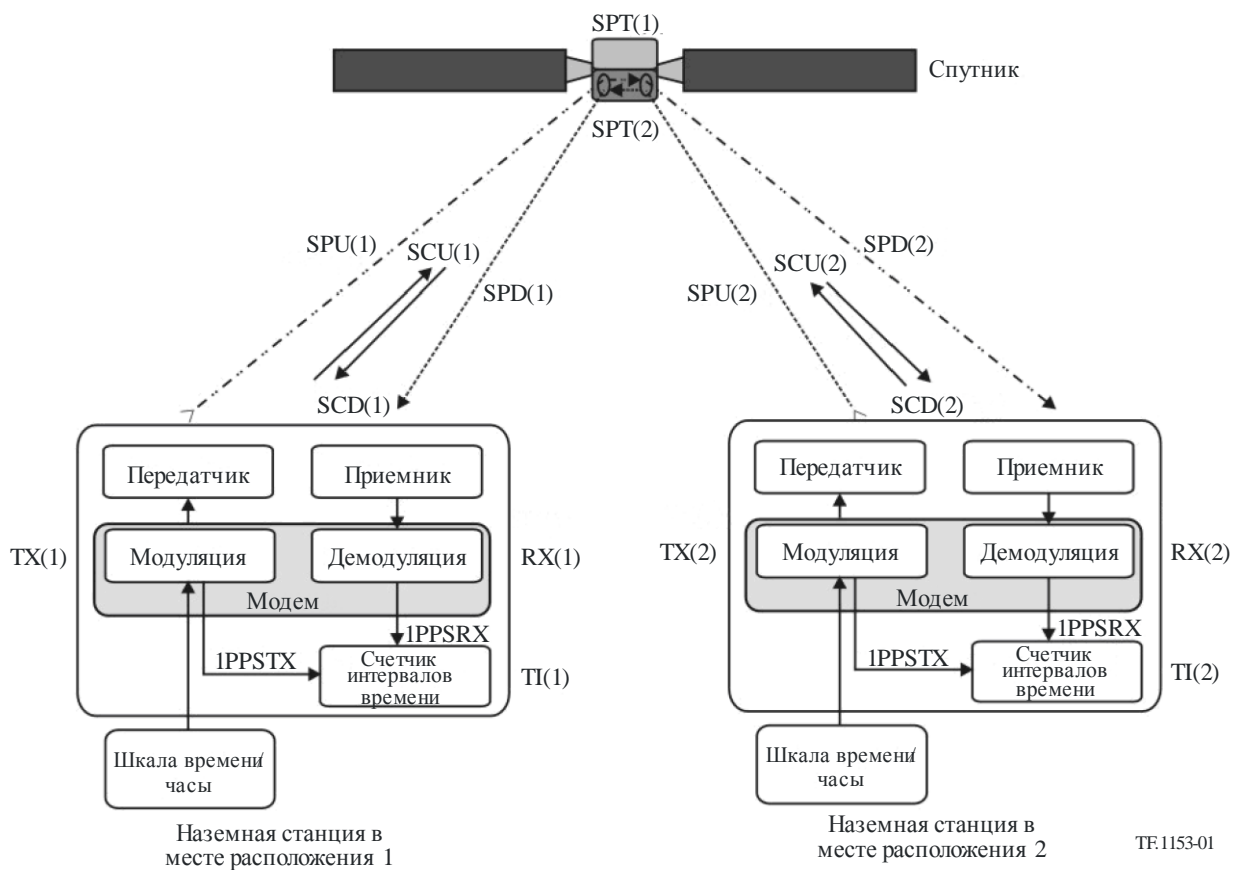 SPT(1)
Спутник
SPT(2)
SPU(1)
SCU(1)
SPD(1)
SCD(1)
SCU(2)
SPD(2)
SPU(2)
SCD(2)
Передатчик
Приемник
TX(1)
Модуляция
Демодуляция
RX(1)
Модем
1PPSRX
1PPSTX
Счетчик
интервалов
времени
TI(1)
Шкала времени/
часы
Наземная станция в
месте расположения 1
Передатчик
Приемник
TX(2)
Модуляция
Демодуляция
RX(2)
Модем
1PPSRX
1PPSTX
Счетчик
интервалов
времени
TI(2)
Шкала времени/
часы
Наземная станция в
месте расположения 2
TF.1153-01